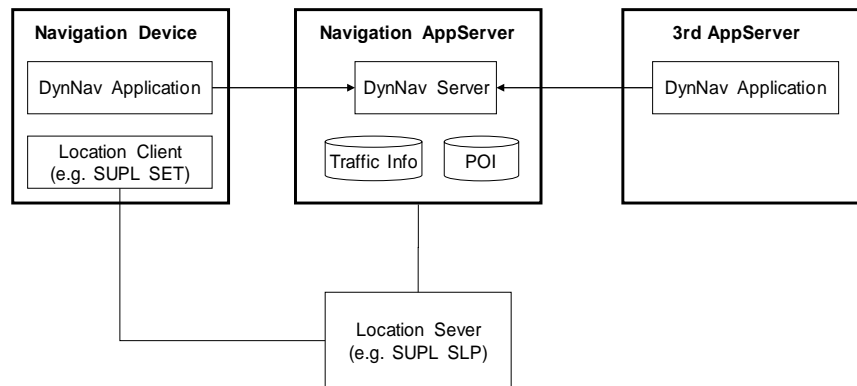 Navigation Device
Navigation AppServer
3rd AppServer
DynNav Application
DynNav Server
DynNav Application
Location Client
(e.g. SUPL SET)
Traffic Info
POI
Location Sever
(e.g. SUPL SLP)